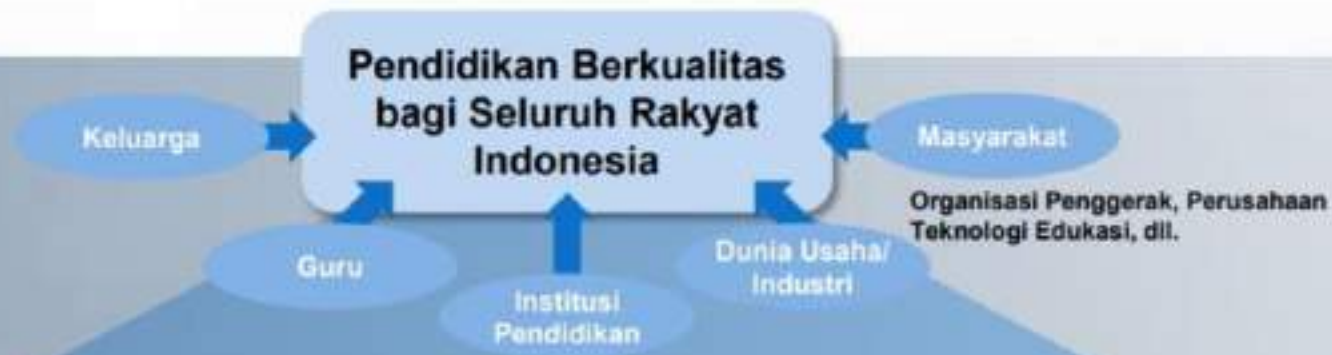 Pendidikan Berkualitas
bagi Seluruh Rakyat
Indonesia
Keluarga
Masyarakat
Organisasi Penggerak, Perusahaan
Teknologi Edukasi, dll.
Guru
Institusi
Pendidikan
Dunia Usaha/
Industri